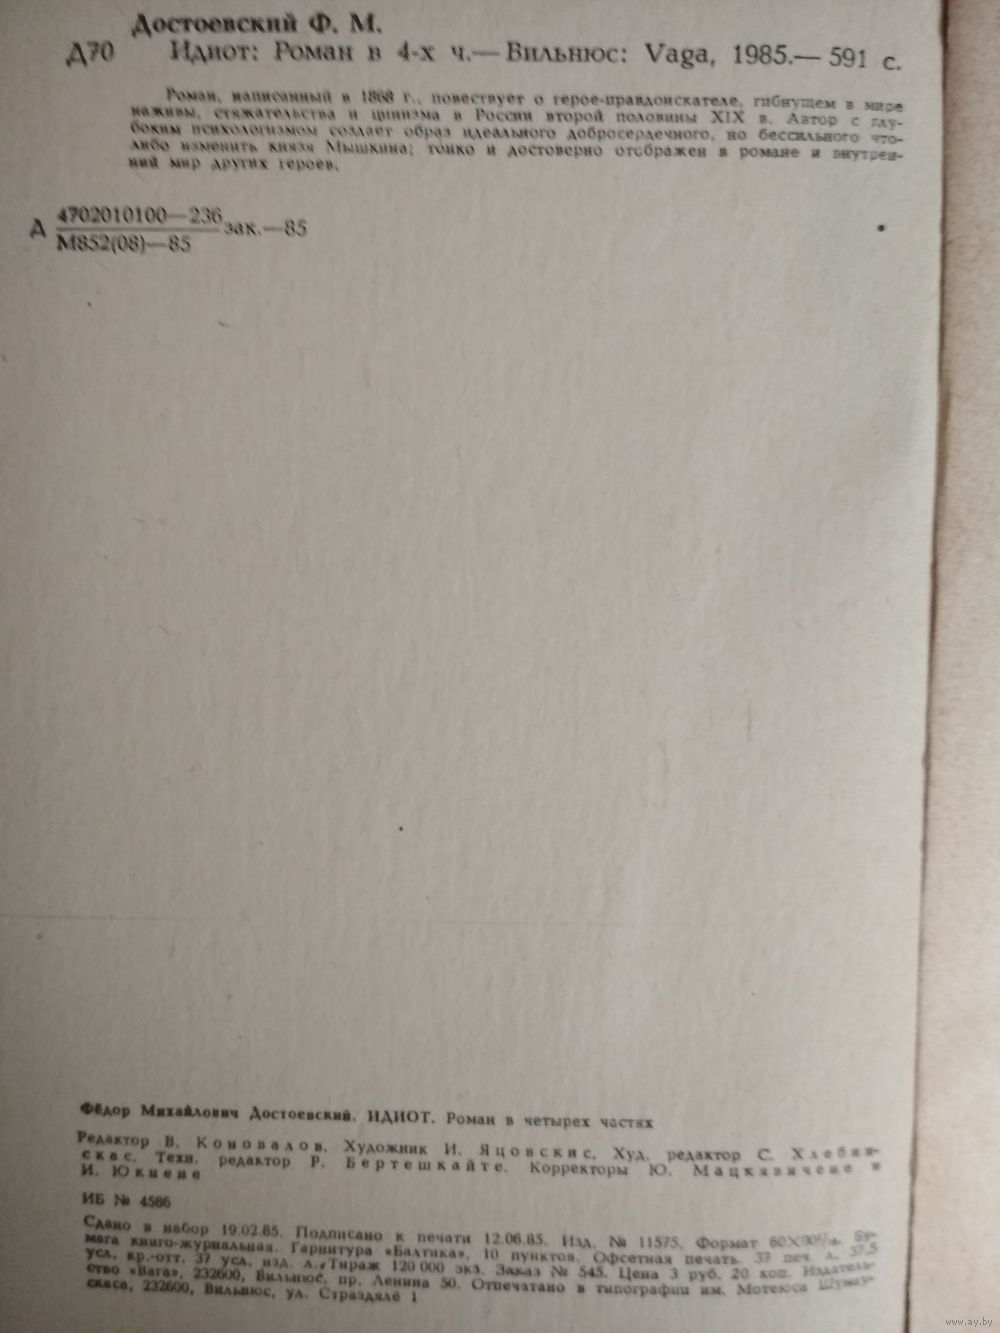 Достоевский Ф. М.
Д70 Идиот: Роман в 4-х ч.— Вильнюс: Vaga, 1985.— 591 с.
Роман, написанный в 1868 г., повествует о герое-правдоискателе, гибнущем в мире
наживы, стяжательства и цинизма в России второй половины XIX в. Автор с глу-
боким психологизмом создает образ идеального добросердечного, но бессильного что-
либо изменить князя Мышкина; тонко и достоверно отображен в романе и внутрен-
ний мир других героев.
4702010100—236
Д зак.—85
М852(08)—85
Фёдор Михайлович Достоевский. ИДИОТ. Роман в четырех частях
Редактор В. Коновалов. Художник И. Яцовскис. Худ. редактор С. Хлебин-
скас. Техн. редактор Р. Бертешкайте. Корректоры Ю. Мацкявичене и
И. Юкнене
ИБ № 4586
Сдано в набор 19.02.85. Подписано к печати 12.06.85. Изд. № 11575. Формат Бу-
мага книго-журнальная. Гарнитура «Балтика», 10 пунктов. Офсетная печать. 37 печ. л. 37,5
усл. кр.-отт. 37 усл. изд. л. Тираж 120 000 экз. Заказ № 545. Цена 3 руб. 20 коп. Издатель-
ство «Вага», 232600, Вильнюс, пр. Ленина 50. Отпечатано в типографии им. Мотеюса Шумау-
скаса, 232600, Вильнюс, ул. Страздялё 1
www.ay.by